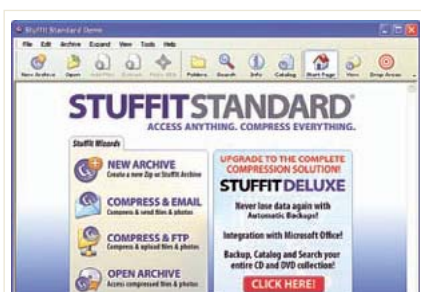 StuffIt Standard Demo
File Edit Archive Expand View Tools Help
New Archive Open Folders Search Info Catalog Start Page View Drop Areas
STUFFITSTANDARD®
ACCESS ANYTHING. COMPRESS EVERYTHING.
StuffIt Wizards
NEW ARCHIVE
Create a new Zip or StuffIt Archive
COMPRESS & EMAIL
Compress & send files & photos
COMPRESS & FTP
Compress & upload files & photos
OPEN ARCHIVE
Access compressed files & photos
UPGRADE TO THE COMPLETE
COMPRESSION SOLUTION!
STUFFIT DELUXE
Never lose data again with
Automatic Backups!
Integration with Microsoft Office!
Backup, Catalog and Search your
entire CD and DVD collection!
CLICK HERE!